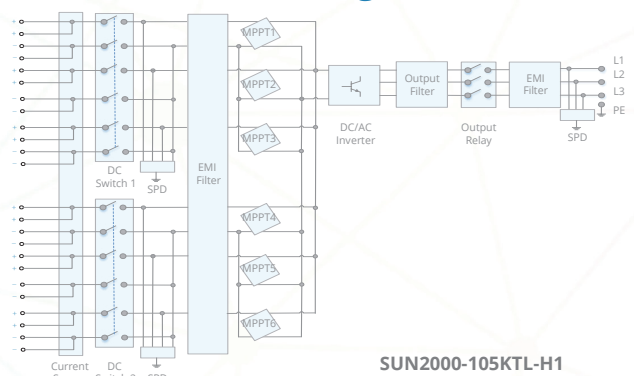 MPPT1
MPPT2
MPPT3
MPPT4
MPPT5
MPPT6
DC
Switch 1
SPD
EMI
Filter
DC/AC
Inverter
Output
Filter
Output
Relay
EMI
Filter
SPD
L1
L2
L3
PE
Current
DC
SUN2000-105KTL-H1